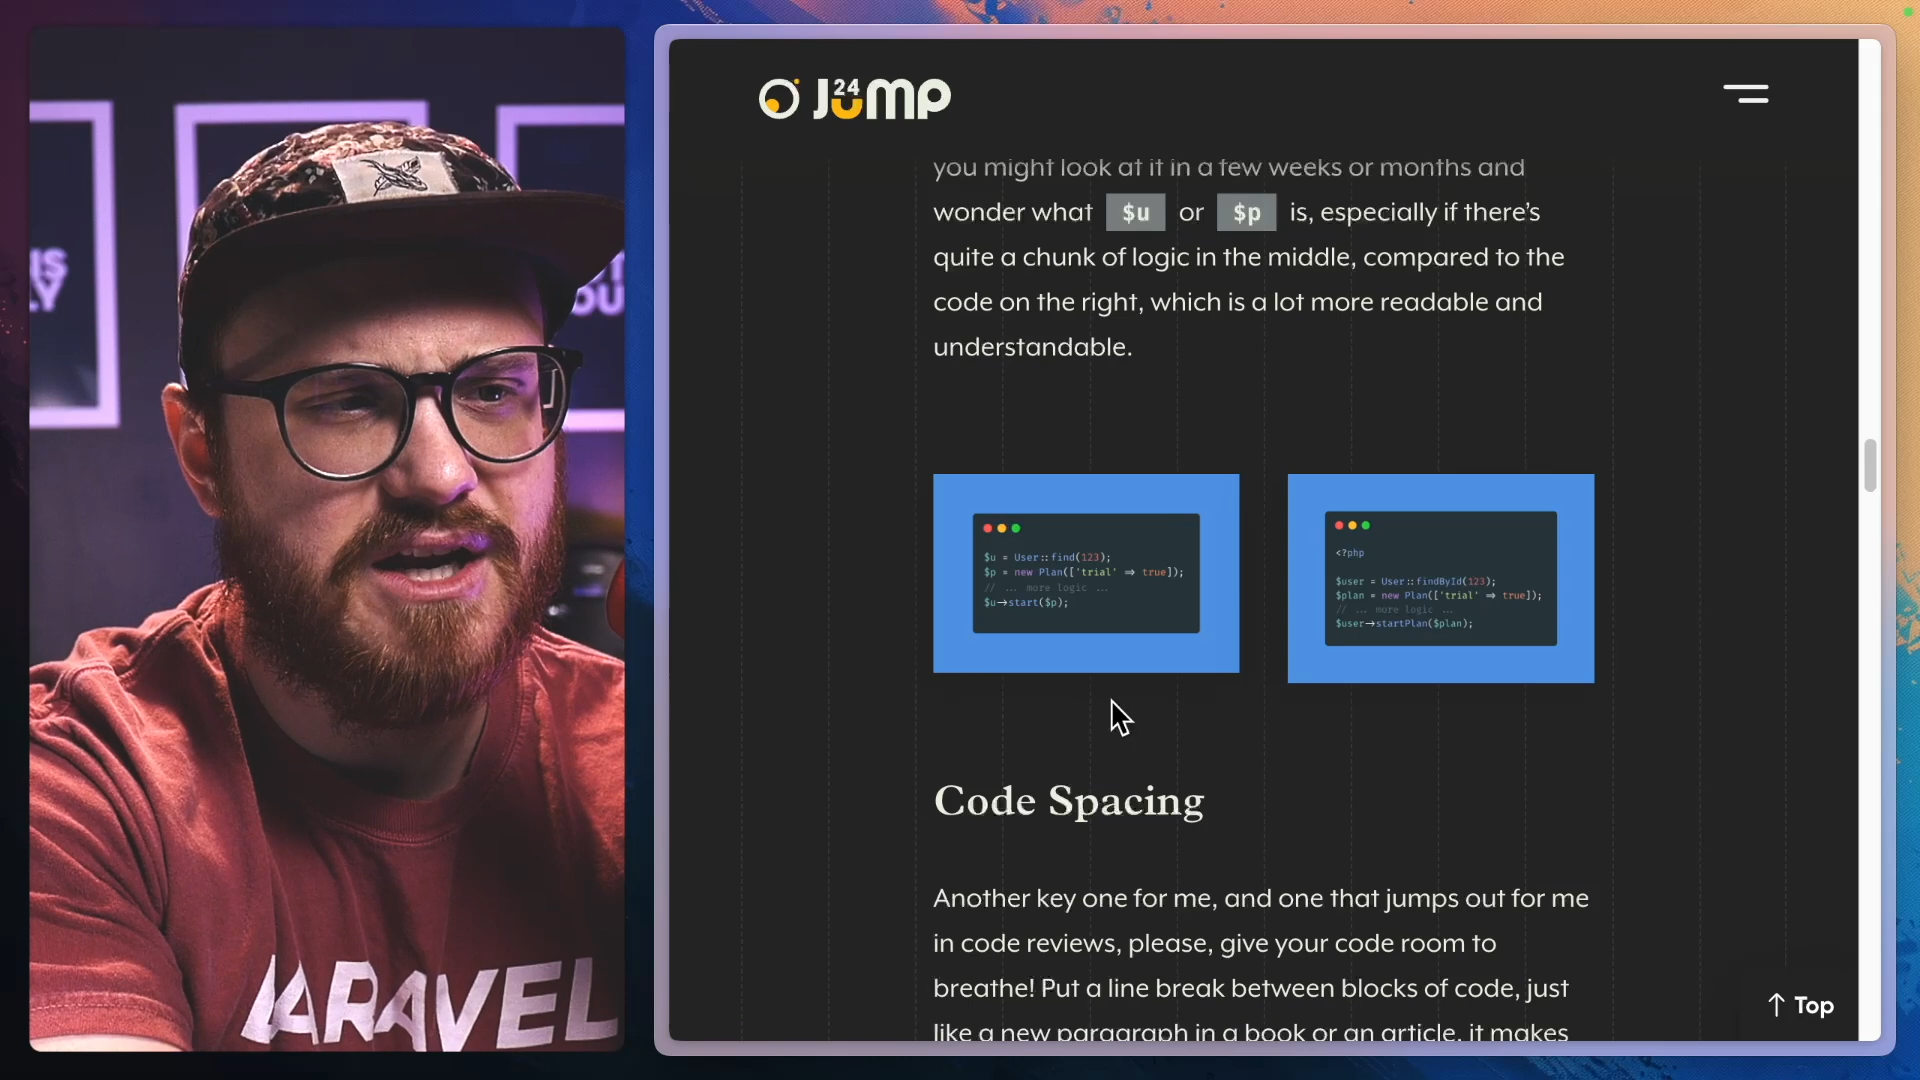 JUMP
24
you might look at it in a few weeks or months and
wonder what $u or $p is, especially if there’s
quite a chunk of logic in the middle, compared to the
code on the right, which is a lot more readable and
understandable.
$u = User::find(123);
$p = new Plan(['trial' => true]);
// ... more logic ...
$u->start($p);
<?php
$user = User::findById(123);
$plan = new Plan(['trial' => true]);
// ... more logic ...
$user->startPlan($plan);
Code Spacing
Another key one for me, and one that jumps out for me
in code reviews, please, give your code room to
breathe! Put a line break between blocks of code, just
like a new paragraph in a book or an article, it makes
↑ Top
LARAVEL